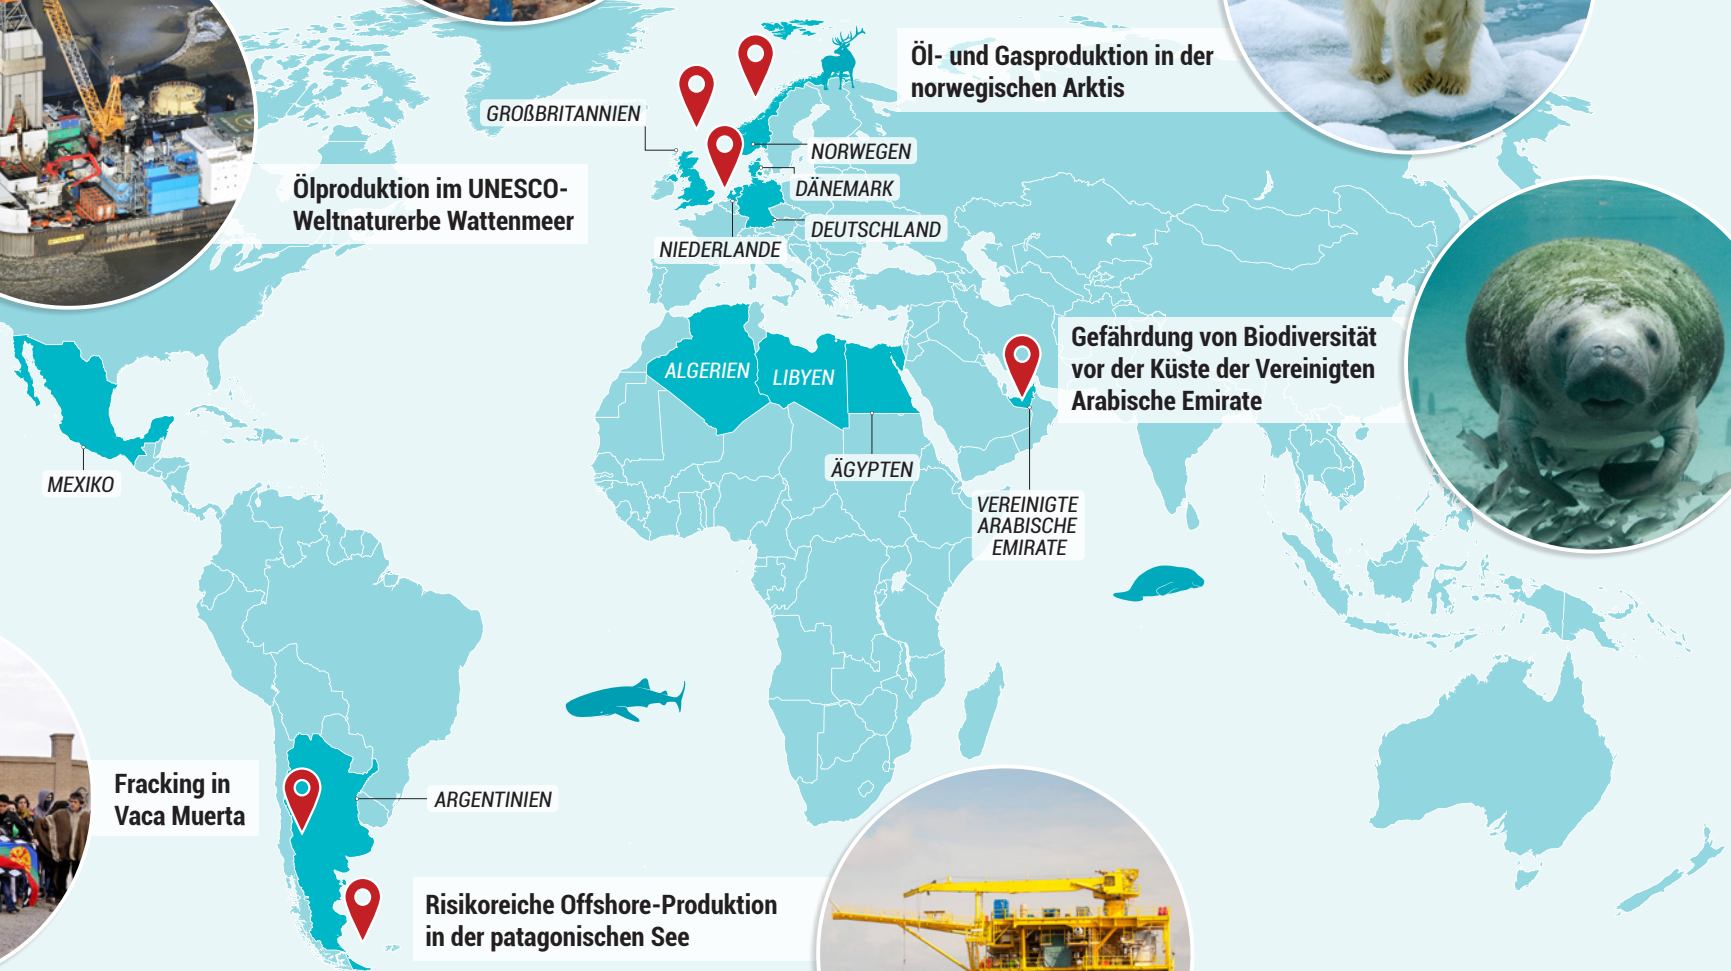 Öl- und Gasproduktion in der
norwegischen Arktis
GROßBRITANNIEN
NORWEGEN
DÄNEMARK
DEUTSCHLAND
NIEDERLANDE
Ölproduktion im UNESCO-
Weltnaturerbe Wattenmeer
Gefährdung von Biodiversität
vor der Küste der Vereinigten
Arabische Emirate
ALGERIEN
LIBYEN
ÄGYPTEN
MEXIKO
VEREINIGTE
ARABISCHE
EMIRATE
Fracking in
Vaca Muerta
ARGENTINIEN
Risikoreiche Offshore-Produktion
in der patagonischen See